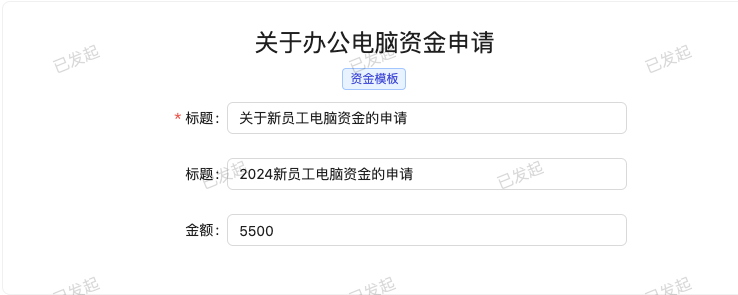 关于办公电脑资金申请
已发起 已发起 已发起
资金模板
* 标题： 关于新员工电脑资金的申请
标题： 2024新员工电脑资金的申请
已发起 已发起
金额： 5500
已发起 已发起 已发起